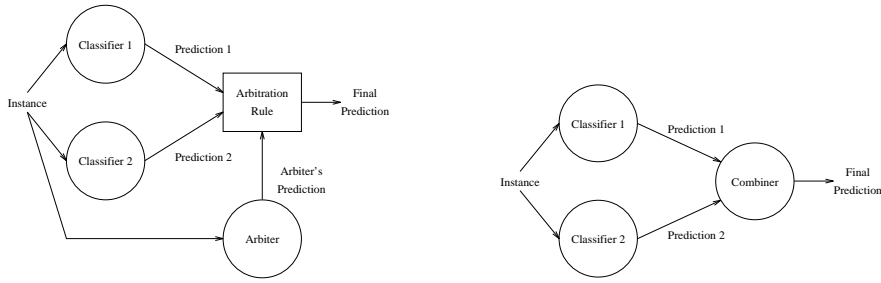 Classifier 1
Prediction 1
Instance
Arbitration
Rule
Final
Prediction
Classifier 2
Prediction 2
Arbiter's
Prediction
Arbiter
Classifier 1
Prediction 1
Instance
Combiner
Final
Prediction
Classifier 2
Prediction 2